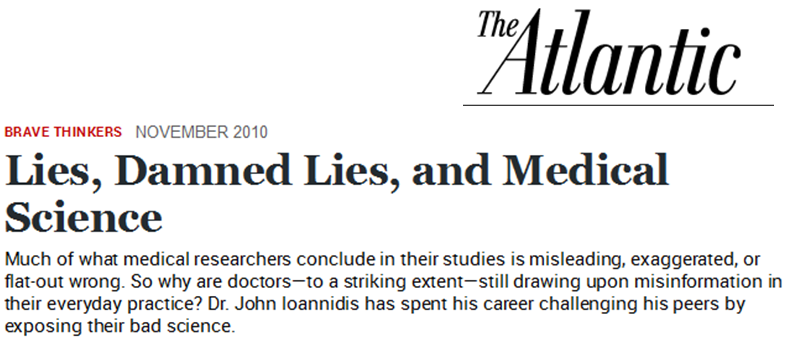 The Atlantic
BRAVE THINKERS NOVEMBER 2010
Lies, Damned Lies, and Medical
Science
Much of what medical researchers conclude in their studies is misleading, exaggerated, or
flat-out wrong. So why are doctors—to a striking extent—still drawing upon misinformation in
their everyday practice? Dr. John Ioannidis has spent his career challenging his peers by
exposing their bad science.